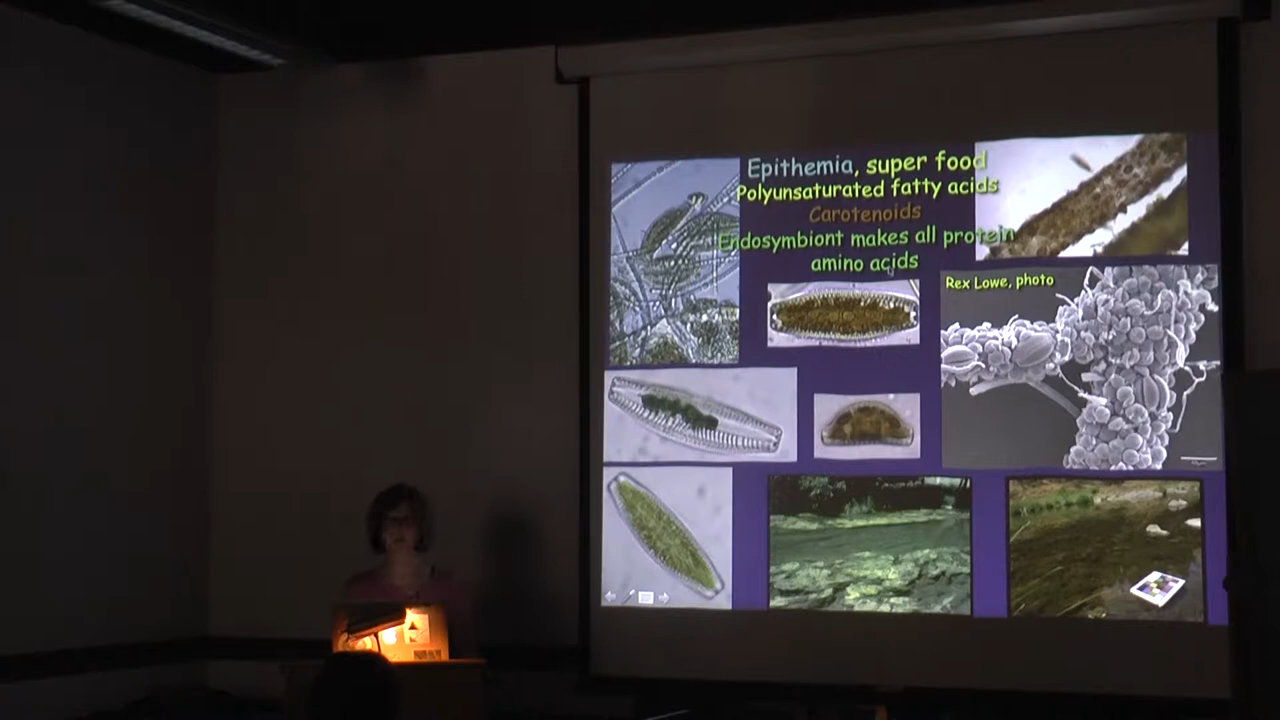 Epithemia, super food
Polyunsaturated fatty acids
Carotenoids
Endosymbiont makes all protein
amino acids
Rex Lowe, photo